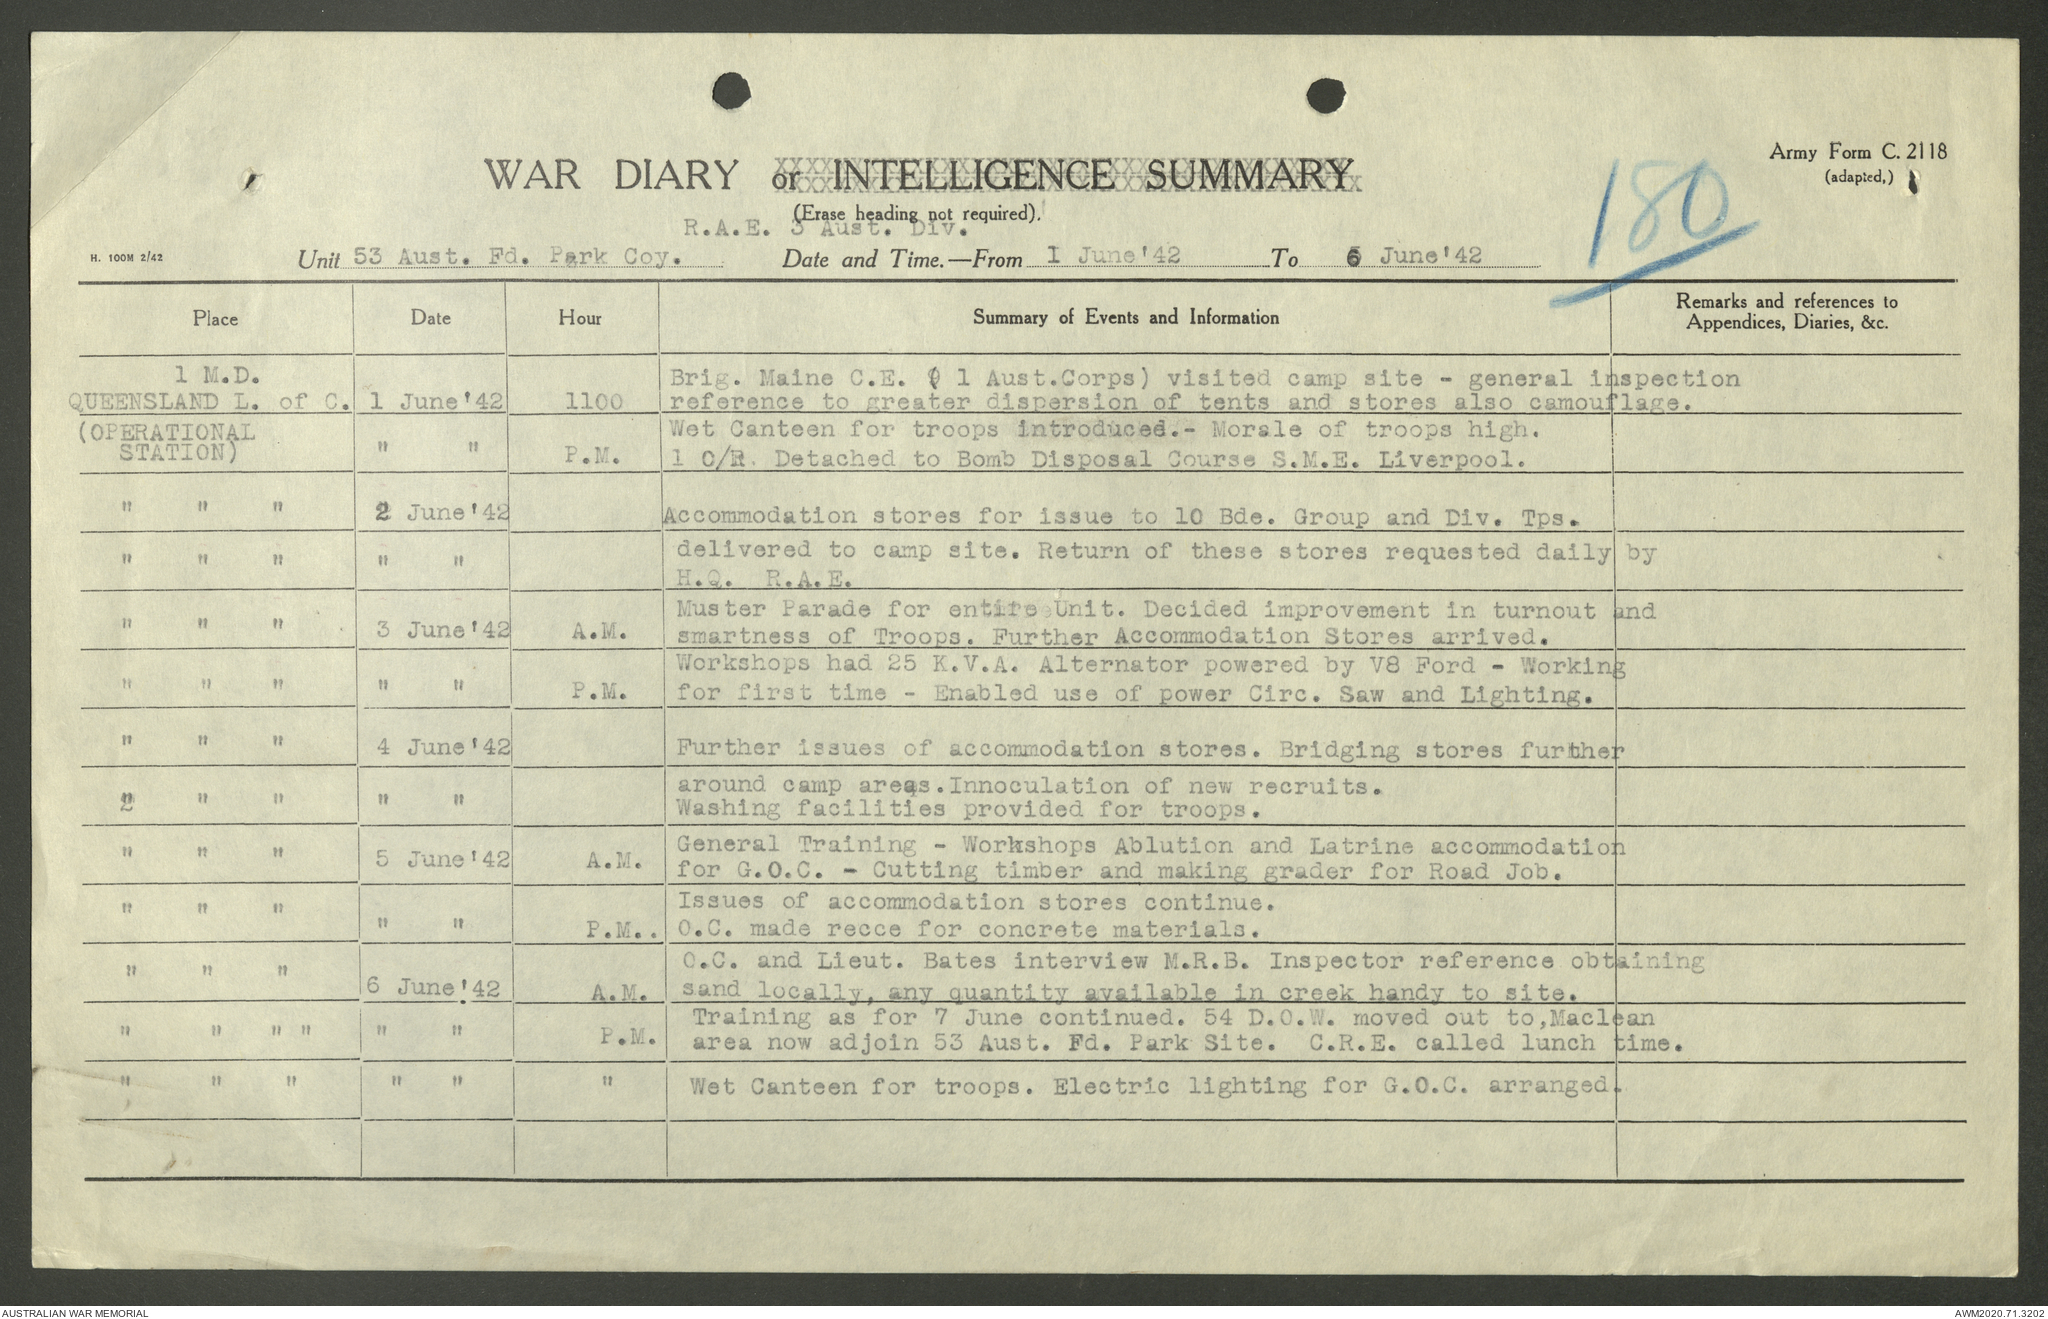 Army Form C. 2118
(adapted,)
180
WAR DIARY or INTELLIGENCE SUMMARY
(Erase heading not required).
R.A.E. 3 Aust. Div.
H. 100M 2/42
Unit 53 Aust. Fd. Park Coy. Date and Time.—From 1 June '42 To 6 June '42
Place Date Hour Summary of Events and Information Remarks and references to Appendices, Diaries, &c.
1 M.D. Brig. Maine C.E. ( 1 Aust.Corps) visited camp site - general inspection
QUEENSLAND L. of C. 1 June '42 1100 reference to greater dispersion of tents and stores also camouflage.
(OPERATIONAL Wet Canteen for troops introduced.- Morale of troops high.
STATION) " " P.M. 1 O/R. Detached to Bomb Disposal Course S.M.E. Liverpool.
" " " 2 June '42 Accommodation stores for issue to 10 Bde. Group and Div. Tps.
" " " " " delivered to camp site. Return of these stores requested daily by
H.Q. R.A.E.
Muster Parade for entire Unit. Decided improvement in turnout and
" " " 3 June '42 A.M. smartness of Troops. Further Accommodation Stores arrived.
Workshops had 25 K.V.A. Alternator powered by V8 Ford - Working
" " " " " P.M. for first time - Enabled use of power Circ. Saw and Lighting.
" " " 4 June '42 Further issues of accommodation stores. Bridging stores further
around camp areas.Innoculation of new recruits.
" " " " " Washing facilities provided for troops.
General Training - Workshops Ablution and Latrine accommodation
" " " 5 June '42 A.M. for G.O.C. - Cutting timber and making grader for Road Job.
Issues of accommodation stores continue.
" " " " " P.M.. O.C. made recce for concrete materials.
O.C. and Lieut. Bates interview M.R.B. Inspector reference obtaining
" " " 6 June '42 A.M. sand locally, any quantity available in creek handy to site.
Training as for 7 June continued. 54 D.O.W. moved out to,Maclean
" " " " " " P.M. area now adjoin 53 Aust. Fd. Park Site. C.R.E. called lunch time.
" " " " " " Wet Canteen for troops. Electric lighting for G.O.C. arranged.
AUSTRALIAN WAR MEMORIAL AWM2020.71.3202